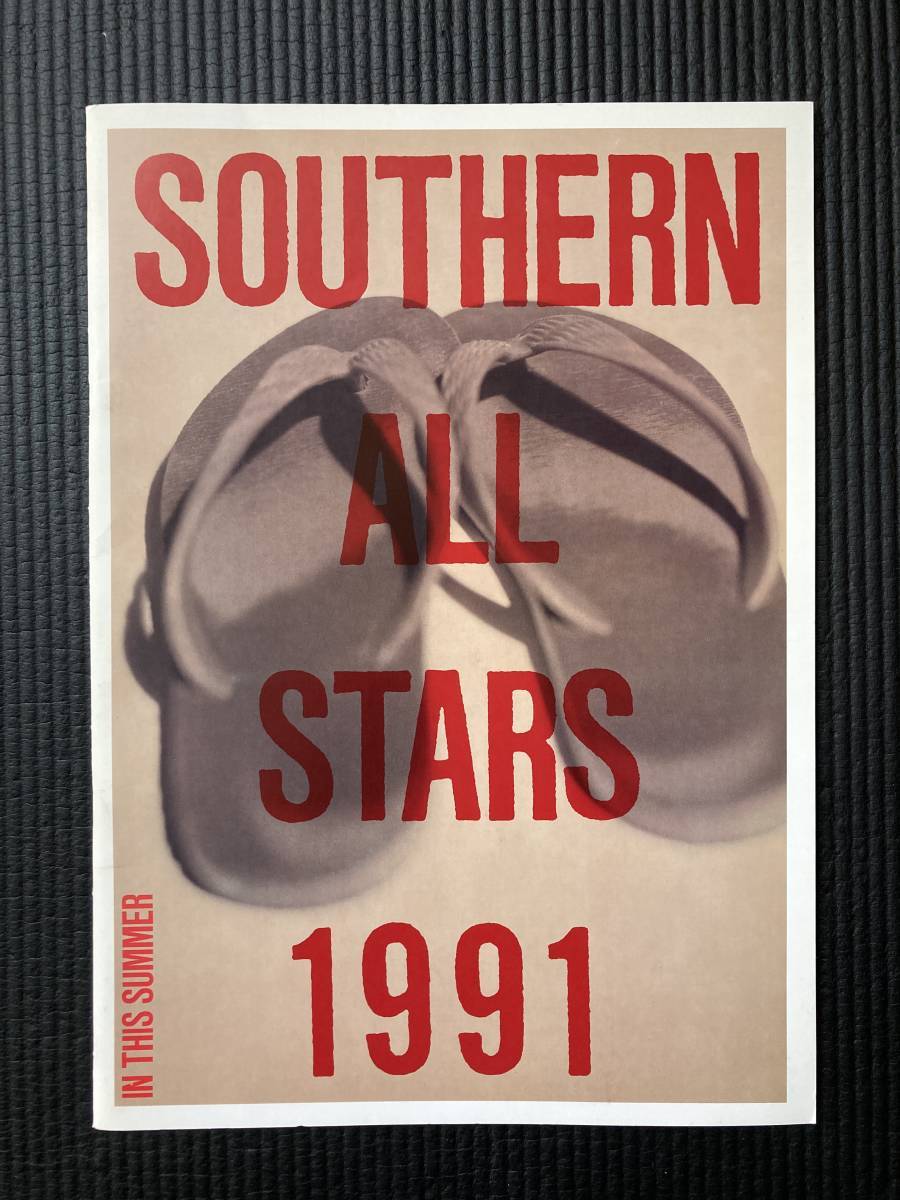 SOUTHERN
ALL
STARS
1991
IN THIS SUMMER